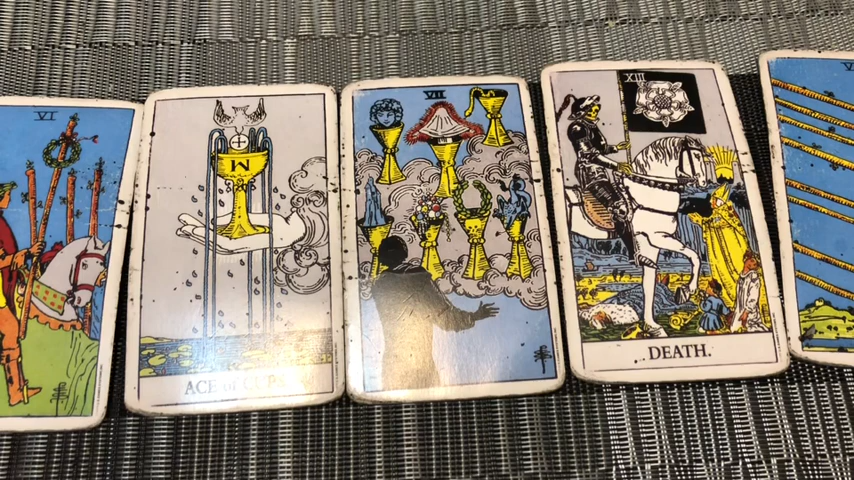 VI
ACE of CUPS.
VII
XIII
DEATH.